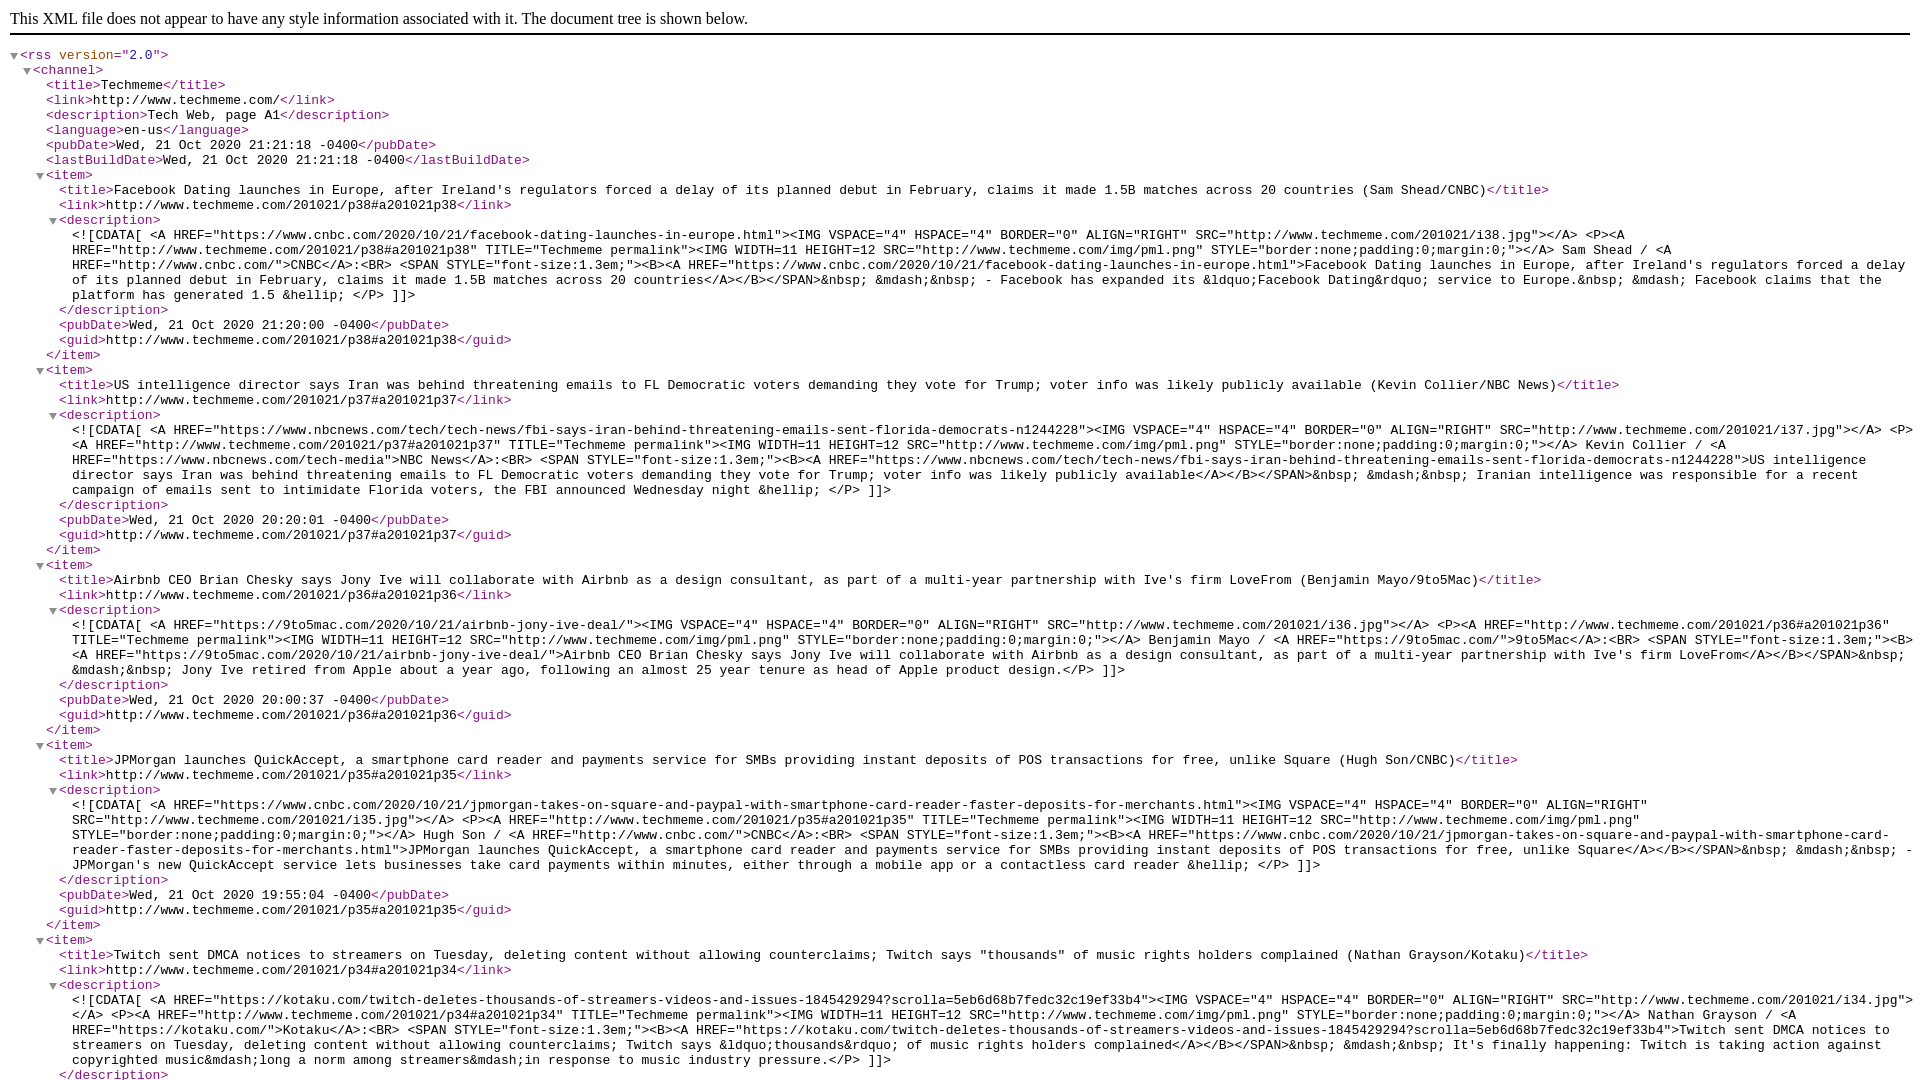 This XML file does not appear to have any style information associated with it. The document tree is shown below.
<rss version="2.0">
<channel>
<title>Techmeme</title>
<link>http://www.techmeme.com/</link>
<description>Tech Web, page A1</description>
<language>en-us</language>
<pubDate>Wed, 21 Oct 2020 21:21:18 -0400</pubDate>
<lastBuildDate>Wed, 21 Oct 2020 21:21:18 -0400</lastBuildDate>
<item>
<title>Facebook Dating launches in Europe, after Ireland's regulators forced a delay of its planned debut in February, claims it made 1.5B matches across 20 countries (Sam Shead/CNBC)</title>
<link>http://www.techmeme.com/201021/p38#a201021p38</link>
<description>
<![CDATA[ <A HREF="https://www.cnbc.com/2020/10/21/facebook-dating-launches-in-europe.html"><IMG VSPACE="4" HSPACE="4" BORDER="0" ALIGN="RIGHT" SRC="http://www.techmeme.com/201021/i38.jpg"></A> <P><A
HREF="http://www.techmeme.com/201021/p38#a201021p38" TITLE="Techmeme permalink"><IMG WIDTH=11 HEIGHT=12 SRC="http://www.techmeme.com/img/pml.png" STYLE="border:none;padding:0;margin:0;"></A> Sam Shead / <A
HREF="http://www.cnbc.com/">CNBC</A>:<BR> <SPAN STYLE="font-size:1.3em;"><B><A HREF="https://www.cnbc.com/2020/10/21/facebook-dating-launches-in-europe.html">Facebook Dating launches in Europe, after Ireland's regulators forced a delay
of its planned debut in February, claims it made 1.5B matches across 20 countries</A></B></SPAN>&nbsp; &mdash;&nbsp; - Facebook has expanded its &ldquo;Facebook Dating&rdquo; service to Europe.&nbsp; &mdash; Facebook claims that the
platform has generated 1.5 &hellip; </P> ]]>
</description>
<pubDate>Wed, 21 Oct 2020 21:20:00 -0400</pubDate>
<guid>http://www.techmeme.com/201021/p38#a201021p38</guid>
</item>
<item>
<title>US intelligence director says Iran was behind threatening emails to FL Democratic voters demanding they vote for Trump; voter info was likely publicly available (Kevin Collier/NBC News)</title>
<link>http://www.techmeme.com/201021/p37#a201021p37</link>
<description>
<![CDATA[ <A HREF="https://www.nbcnews.com/tech/tech-news/fbi-says-iran-behind-threatening-emails-sent-florida-democrats-n1244228"><IMG VSPACE="4" HSPACE="4" BORDER="0" ALIGN="RIGHT" SRC="http://www.techmeme.com/201021/i37.jpg"></A> <P>
<A HREF="http://www.techmeme.com/201021/p37#a201021p37" TITLE="Techmeme permalink"><IMG WIDTH=11 HEIGHT=12 SRC="http://www.techmeme.com/img/pml.png" STYLE="border:none;padding:0;margin:0;"></A> Kevin Collier / <A
HREF="https://www.nbcnews.com/tech-media">NBC News</A>:<BR> <SPAN STYLE="font-size:1.3em;"><B><A HREF="https://www.nbcnews.com/tech/tech-news/fbi-says-iran-behind-threatening-emails-sent-florida-democrats-n1244228">US intelligence
director says Iran was behind threatening emails to FL Democratic voters demanding they vote for Trump; voter info was likely publicly available</A></B></SPAN>&nbsp; &mdash;&nbsp; Iranian intelligence was responsible for a recent
campaign of emails sent to intimidate Florida voters, the FBI announced Wednesday night &hellip; </P> ]]>
</description>
<pubDate>Wed, 21 Oct 2020 20:20:01 -0400</pubDate>
<guid>http://www.techmeme.com/201021/p37#a201021p37</guid>
</item>
<item>
<title>Airbnb CEO Brian Chesky says Jony Ive will collaborate with Airbnb as a design consultant, as part of a multi-year partnership with Ive's firm LoveFrom (Benjamin Mayo/9to5Mac)</title>
<link>http://www.techmeme.com/201021/p36#a201021p36</link>
<description>
<![CDATA[ <A HREF="https://9to5mac.com/2020/10/21/airbnb-jony-ive-deal/"><IMG VSPACE="4" HSPACE="4" BORDER="0" ALIGN="RIGHT" SRC="http://www.techmeme.com/201021/i36.jpg"></A> <P><A HREF="http://www.techmeme.com/201021/p36#a201021p36"
TITLE="Techmeme permalink"><IMG WIDTH=11 HEIGHT=12 SRC="http://www.techmeme.com/img/pml.png" STYLE="border:none;padding:0;margin:0;"></A> Benjamin Mayo / <A HREF="https://9to5mac.com/">9to5Mac</A>:<BR> <SPAN STYLE="font-size:1.3em;"><B>
<A HREF="https://9to5mac.com/2020/10/21/airbnb-jony-ive-deal/">Airbnb CEO Brian Chesky says Jony Ive will collaborate with Airbnb as a design consultant, as part of a multi-year partnership with Ive's firm LoveFrom</A></B></SPAN>&nbsp;
&mdash;&nbsp; Jony Ive retired from Apple about a year ago, following an almost 25 year tenure as head of Apple product design.</P> ]]>
</description>
<pubDate>Wed, 21 Oct 2020 20:00:37 -0400</pubDate>
<guid>http://www.techmeme.com/201021/p36#a201021p36</guid>
</item>
<item>
<title>JPMorgan launches QuickAccept, a smartphone card reader and payments service for SMBs providing instant deposits of POS transactions for free, unlike Square (Hugh Son/CNBC)</title>
<link>http://www.techmeme.com/201021/p35#a201021p35</link>
<description>
<![CDATA[ <A HREF="https://www.cnbc.com/2020/10/21/jpmorgan-takes-on-square-and-paypal-with-smartphone-card-reader-faster-deposits-for-merchants.html"><IMG VSPACE="4" HSPACE="4" BORDER="0" ALIGN="RIGHT"
SRC="http://www.techmeme.com/201021/i35.jpg"></A> <P><A HREF="http://www.techmeme.com/201021/p35#a201021p35" TITLE="Techmeme permalink"><IMG WIDTH=11 HEIGHT=12 SRC="http://www.techmeme.com/img/pml.png"
STYLE="border:none;padding:0;margin:0;"></A> Hugh Son / <A HREF="http://www.cnbc.com/">CNBC</A>:<BR> <SPAN STYLE="font-size:1.3em;"><B><A HREF="https://www.cnbc.com/2020/10/21/jpmorgan-takes-on-square-and-paypal-with-smartphone-card-
reader-faster-deposits-for-merchants.html">JPMorgan launches QuickAccept, a smartphone card reader and payments service for SMBs providing instant deposits of POS transactions for free, unlike Square</A></B></SPAN>&nbsp; &mdash;&nbsp; -
JPMorgan's new QuickAccept service lets businesses take card payments within minutes, either through a mobile app or a contactless card reader &hellip; </P> ]]>
</description>
<pubDate>Wed, 21 Oct 2020 19:55:04 -0400</pubDate>
<guid>http://www.techmeme.com/201021/p35#a201021p35</guid>
</item>
<item>
<title>Twitch sent DMCA notices to streamers on Tuesday, deleting content without allowing counterclaims; Twitch says "thousands" of music rights holders complained (Nathan Grayson/Kotaku)</title>
<link>http://www.techmeme.com/201021/p34#a201021p34</link>
<description>
<![CDATA[ <A HREF="https://kotaku.com/twitch-deletes-thousands-of-streamers-videos-and-issues-1845429294?scrolla=5eb6d68b7fedc32c19ef33b4"><IMG VSPACE="4" HSPACE="4" BORDER="0" ALIGN="RIGHT" SRC="http://www.techmeme.com/201021/i34.jpg">
</A> <P><A HREF="http://www.techmeme.com/201021/p34#a201021p34" TITLE="Techmeme permalink"><IMG WIDTH=11 HEIGHT=12 SRC="http://www.techmeme.com/img/pml.png" STYLE="border:none;padding:0;margin:0;"></A> Nathan Grayson / <A
HREF="https://kotaku.com/">Kotaku</A>:<BR> <SPAN STYLE="font-size:1.3em;"><B><A HREF="https://kotaku.com/twitch-deletes-thousands-of-streamers-videos-and-issues-1845429294?scrolla=5eb6d68b7fedc32c19ef33b4">Twitch sent DMCA notices to
streamers on Tuesday, deleting content without allowing counterclaims; Twitch says &ldquo;thousands&rdquo; of music rights holders complained</A></B></SPAN>&nbsp; &mdash;&nbsp; It's finally happening: Twitch is taking action against
copyrighted music&mdash;long a norm among streamers&mdash;in response to music industry pressure.</P> ]]>
</description>